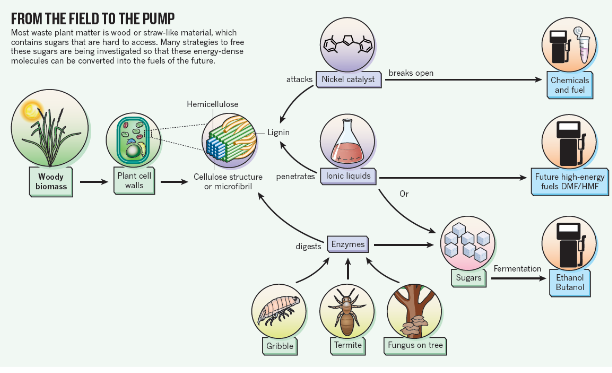 FROM THE FIELD TO THE PUMP
Most waste plant matter is wood or straw-like material, which
contains sugars that are hard to access. Many strategies to free
these sugars are being investigated so that these energy-dense
molecules can be converted into the fuels of the future.
attacks
Nickel catalyst
breaks open
Chemicals
and fuel
Hemicellulose
Lignin
Woody
biomass
Plant cell
walls
Cellulose structure
or microfibril
penetrates
Ionic liquids
Future high-energy
fuels DMF/HMF
Or
digests
Enzymes
Sugars
Fermentation
Ethanol
Butanol
Gribble
Termite
Fungus on tree